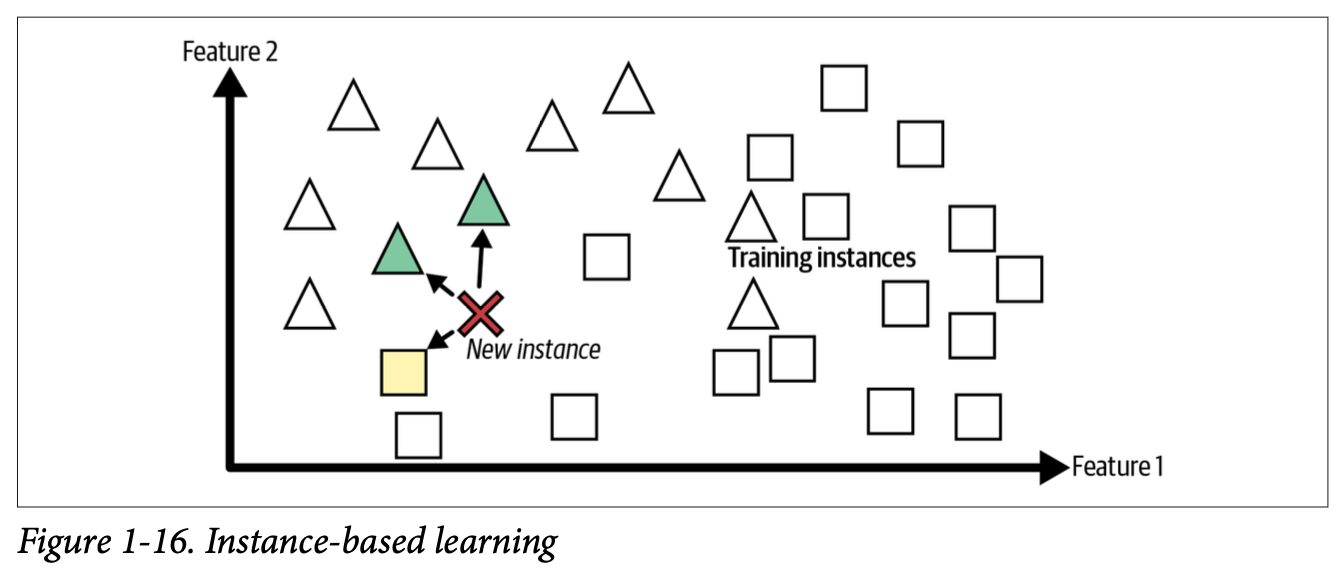 Feature 2
Training instances
New instance
Feature 1
Figure 1-16. Instance-based learning